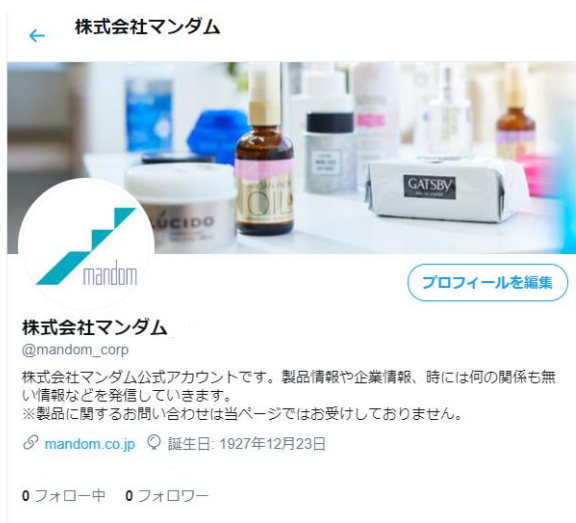 株式会社マンダム
GATSBY
LÚCIDO
OIL
mandom
プロフィールを編集
株式会社マンダム
@mandom_corp
株式会社マンダム公式アカウントです。製品情報や企業情報、時には何の関係も無
い情報などを発信していきます。
※製品に関するお問い合わせは当ページではお受けしておりません。
mandom.co.jp 誕生日: 1927年12月23日
0 フォロー中 0 フォロワー